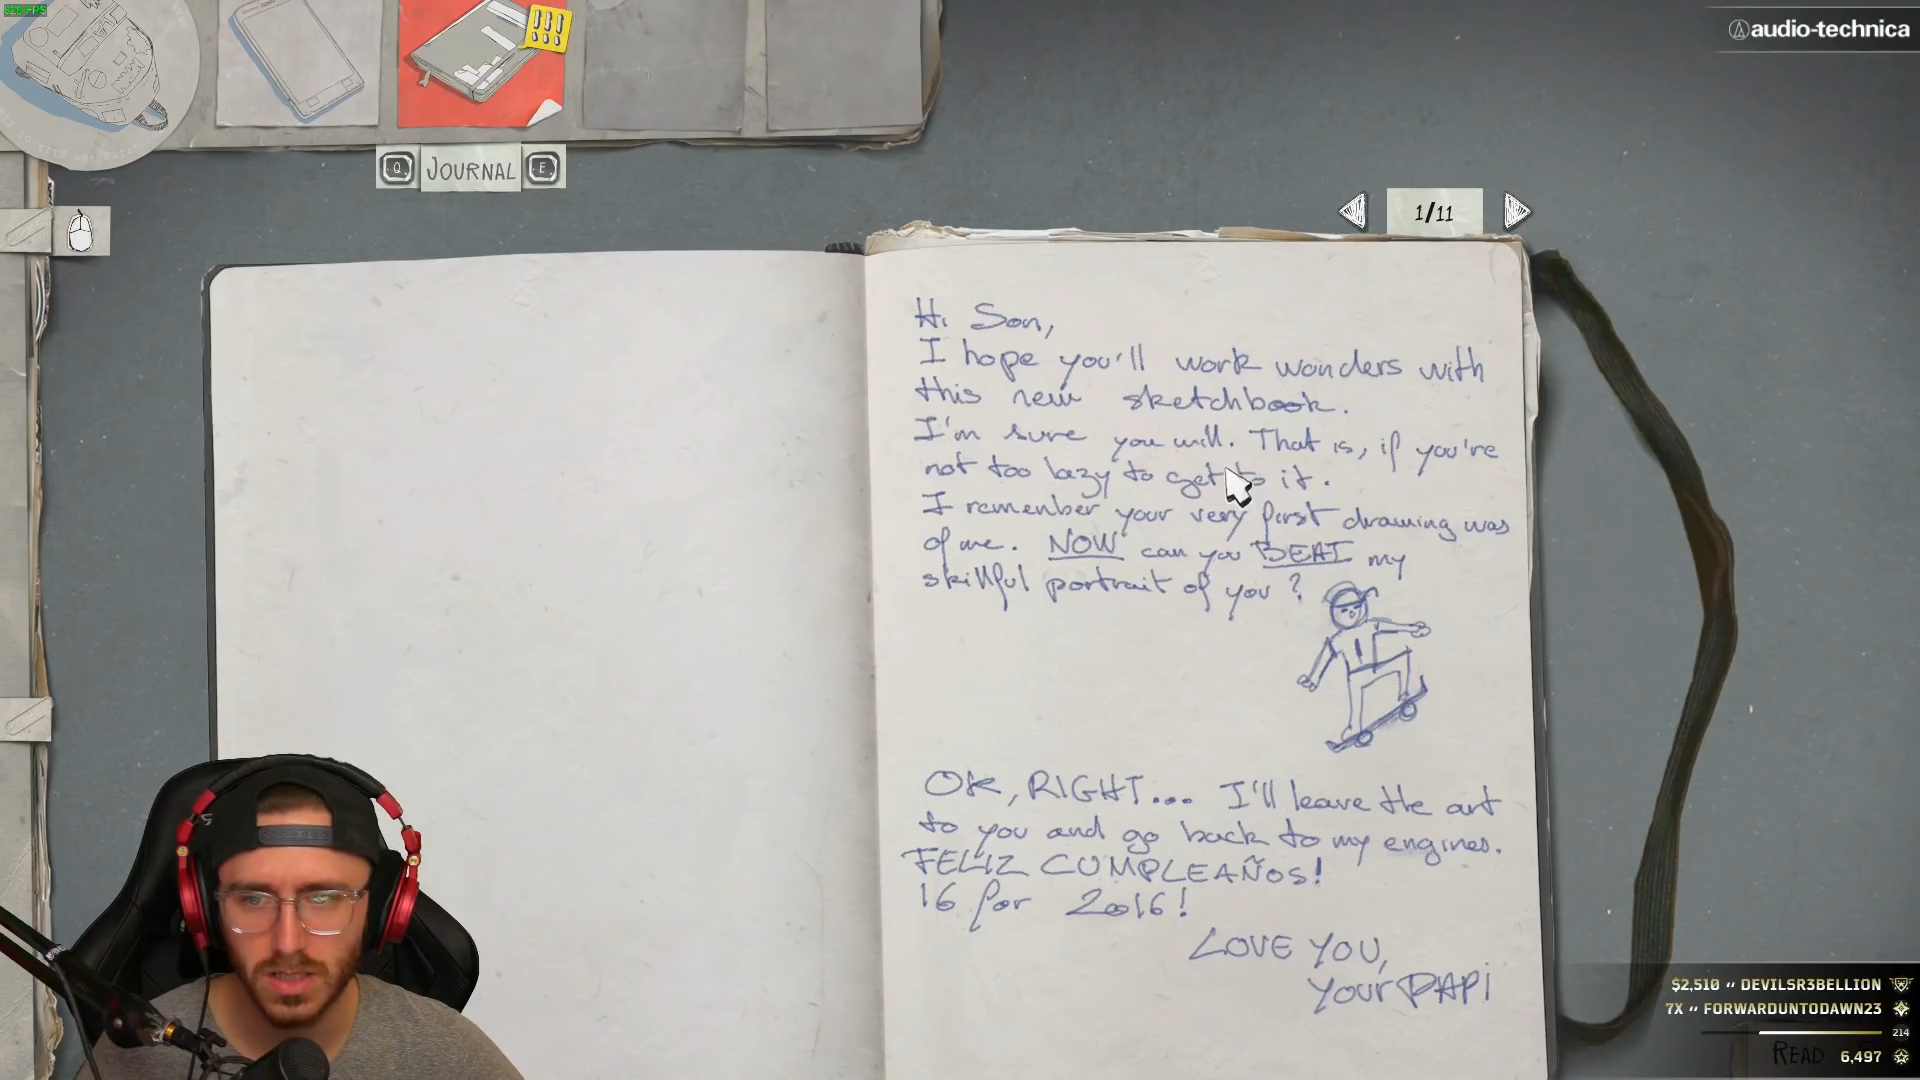 828 FPS
audio-technica
Q JOURNAL E
1/11
Hi Son,
I hope you'll work wonders with
this new sketchbook.
I'm sure you will. That is, if you're
not too lazy to get to it.
I remember your very first drawing was
of me. NOW can you BEAT my
skillful portrait of you?
OK, RIGHT... I'll leave the art
to you and go back to my engines.
FELIZ CUMPLEAÑOS!
16 for 2016!
LOVE YOU,
Your PAPI
$2,510 // DEVILSR3BELLION
7X // FORWARDUNTODAWN23
214
READ
6,497